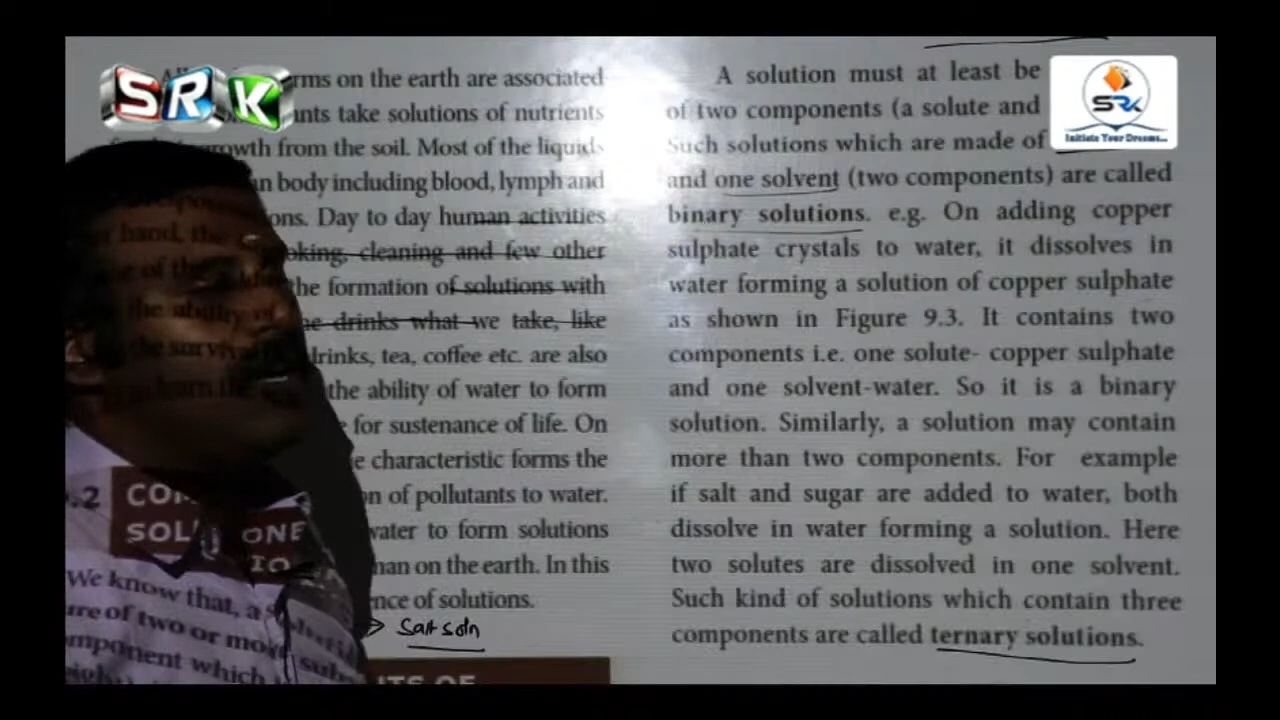 SRK
rms on the earth are associated
nts take solutions of nutrients
growth from the soil. Most of the liquids
n body including blood, lymph and
ons. Day to day human activities
oking, cleaning and few other
the formation of solutions with
drinks what we take, like
drinks, tea, coffee etc. are also
the ability of water to form
for sustenance of life. On
e characteristic forms the
n of pollutants to water.
water to form solutions
man on the earth. In this
nce of solutions.
Salt soln
.2 COM
SOL ONE
IO
We know that, a
ure of two or more
mponent which
NTS OF
SRK
Initiate Your Dreams...
A solution must at least be
of two components (a solute and
Such solutions which are made of
and one solvent (two components) are called
binary solutions. e.g. On adding copper
sulphate crystals to water, it dissolves in
water forming a solution of copper sulphate
as shown in Figure 9.3. It contains two
components i.e. one solute- copper sulphate
and one solvent-water. So it is a binary
solution. Similarly, a solution may contain
more than two components. For example
if salt and sugar are added to water, both
dissolve in water forming a solution. Here
two solutes are dissolved in one solvent.
Such kind of solutions which contain three
components are called ternary solutions.